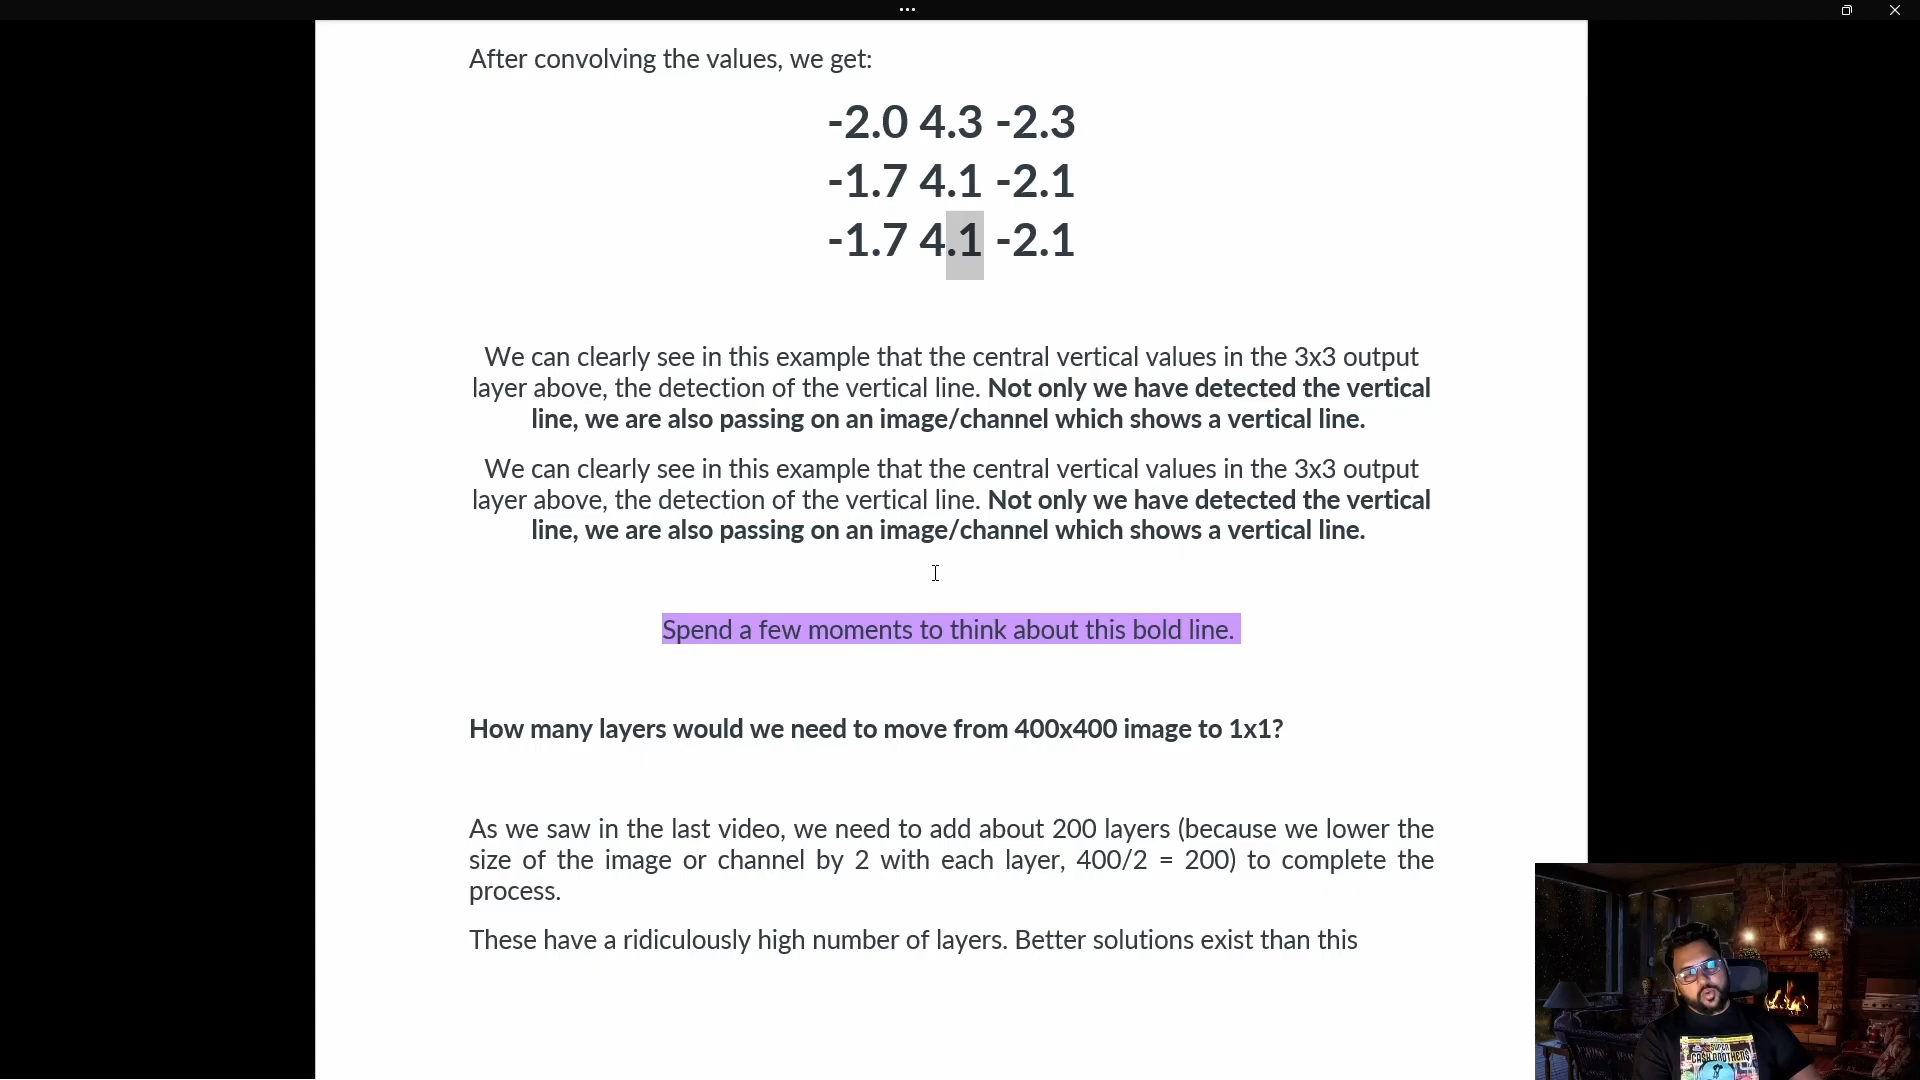 After convolving the values, we get:
-2.0 4.3 -2.3
-1.7 4.1 -2.1
-1.7 4.1 -2.1
We can clearly see in this example that the central vertical values in the 3x3 output
layer above, the detection of the vertical line. Not only we have detected the vertical
line, we are also passing on an image/channel which shows a vertical line.
We can clearly see in this example that the central vertical values in the 3x3 output
layer above, the detection of the vertical line. Not only we have detected the vertical
line, we are also passing on an image/channel which shows a vertical line.
Spend a few moments to think about this bold line.
How many layers would we need to move from 400x400 image to 1x1?
As we saw in the last video, we need to add about 200 layers (because we lower the
size of the image or channel by 2 with each layer, 400/2 = 200) to complete the
process.
These have a ridiculously high number of layers. Better solutions exist than this
SUPER
CASH BROTHERS